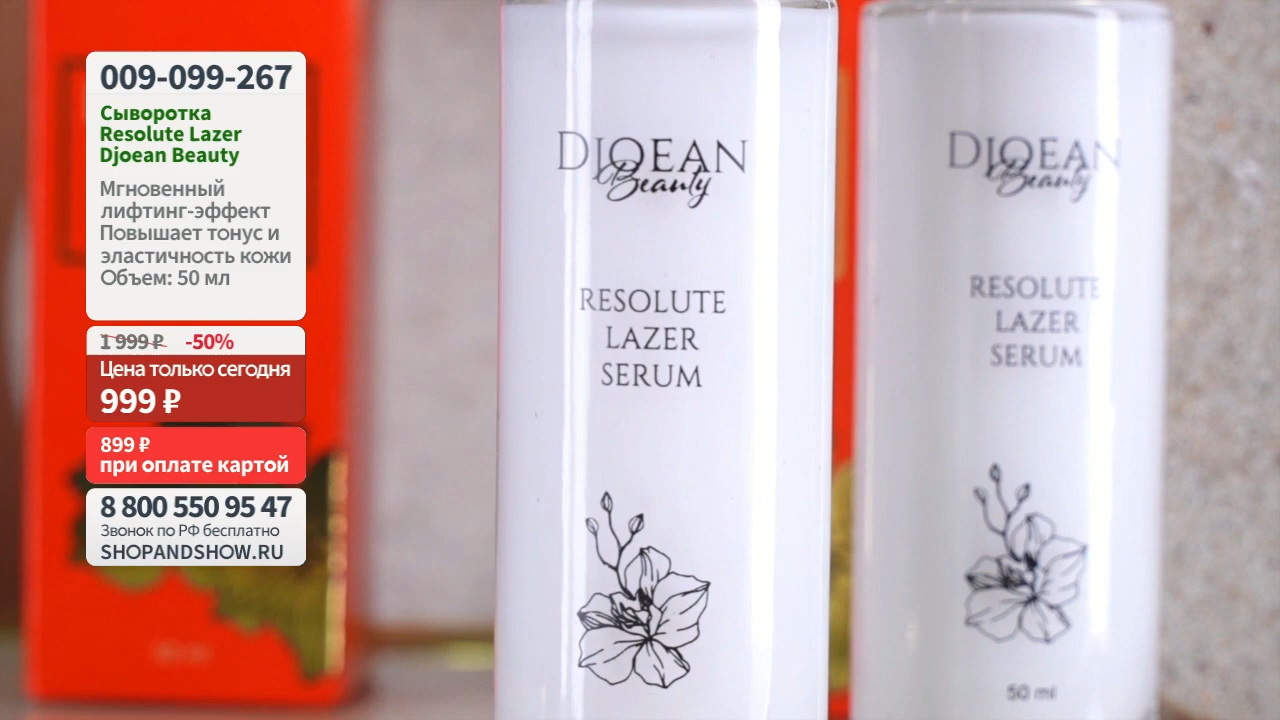 009-099-267
Сыворотка
Resolute Lazer
Djoean Beauty
Мгновенный
лифтинг-эффект
Повышает тонус и
эластичность кожи
Объем: 50 мл
1 999 ₽ -50%
Цена только сегодня
999 ₽
899 ₽
при оплате картой
8 800 550 95 47
Звонок по РФ бесплатно
SHOPANDSHOW.RU
DJOEAN
Beauty
RESOLUTE
LAZER
SERUM
DJOEAN
Beauty
RESOLUTE
LAZER
SERUM
50 ml